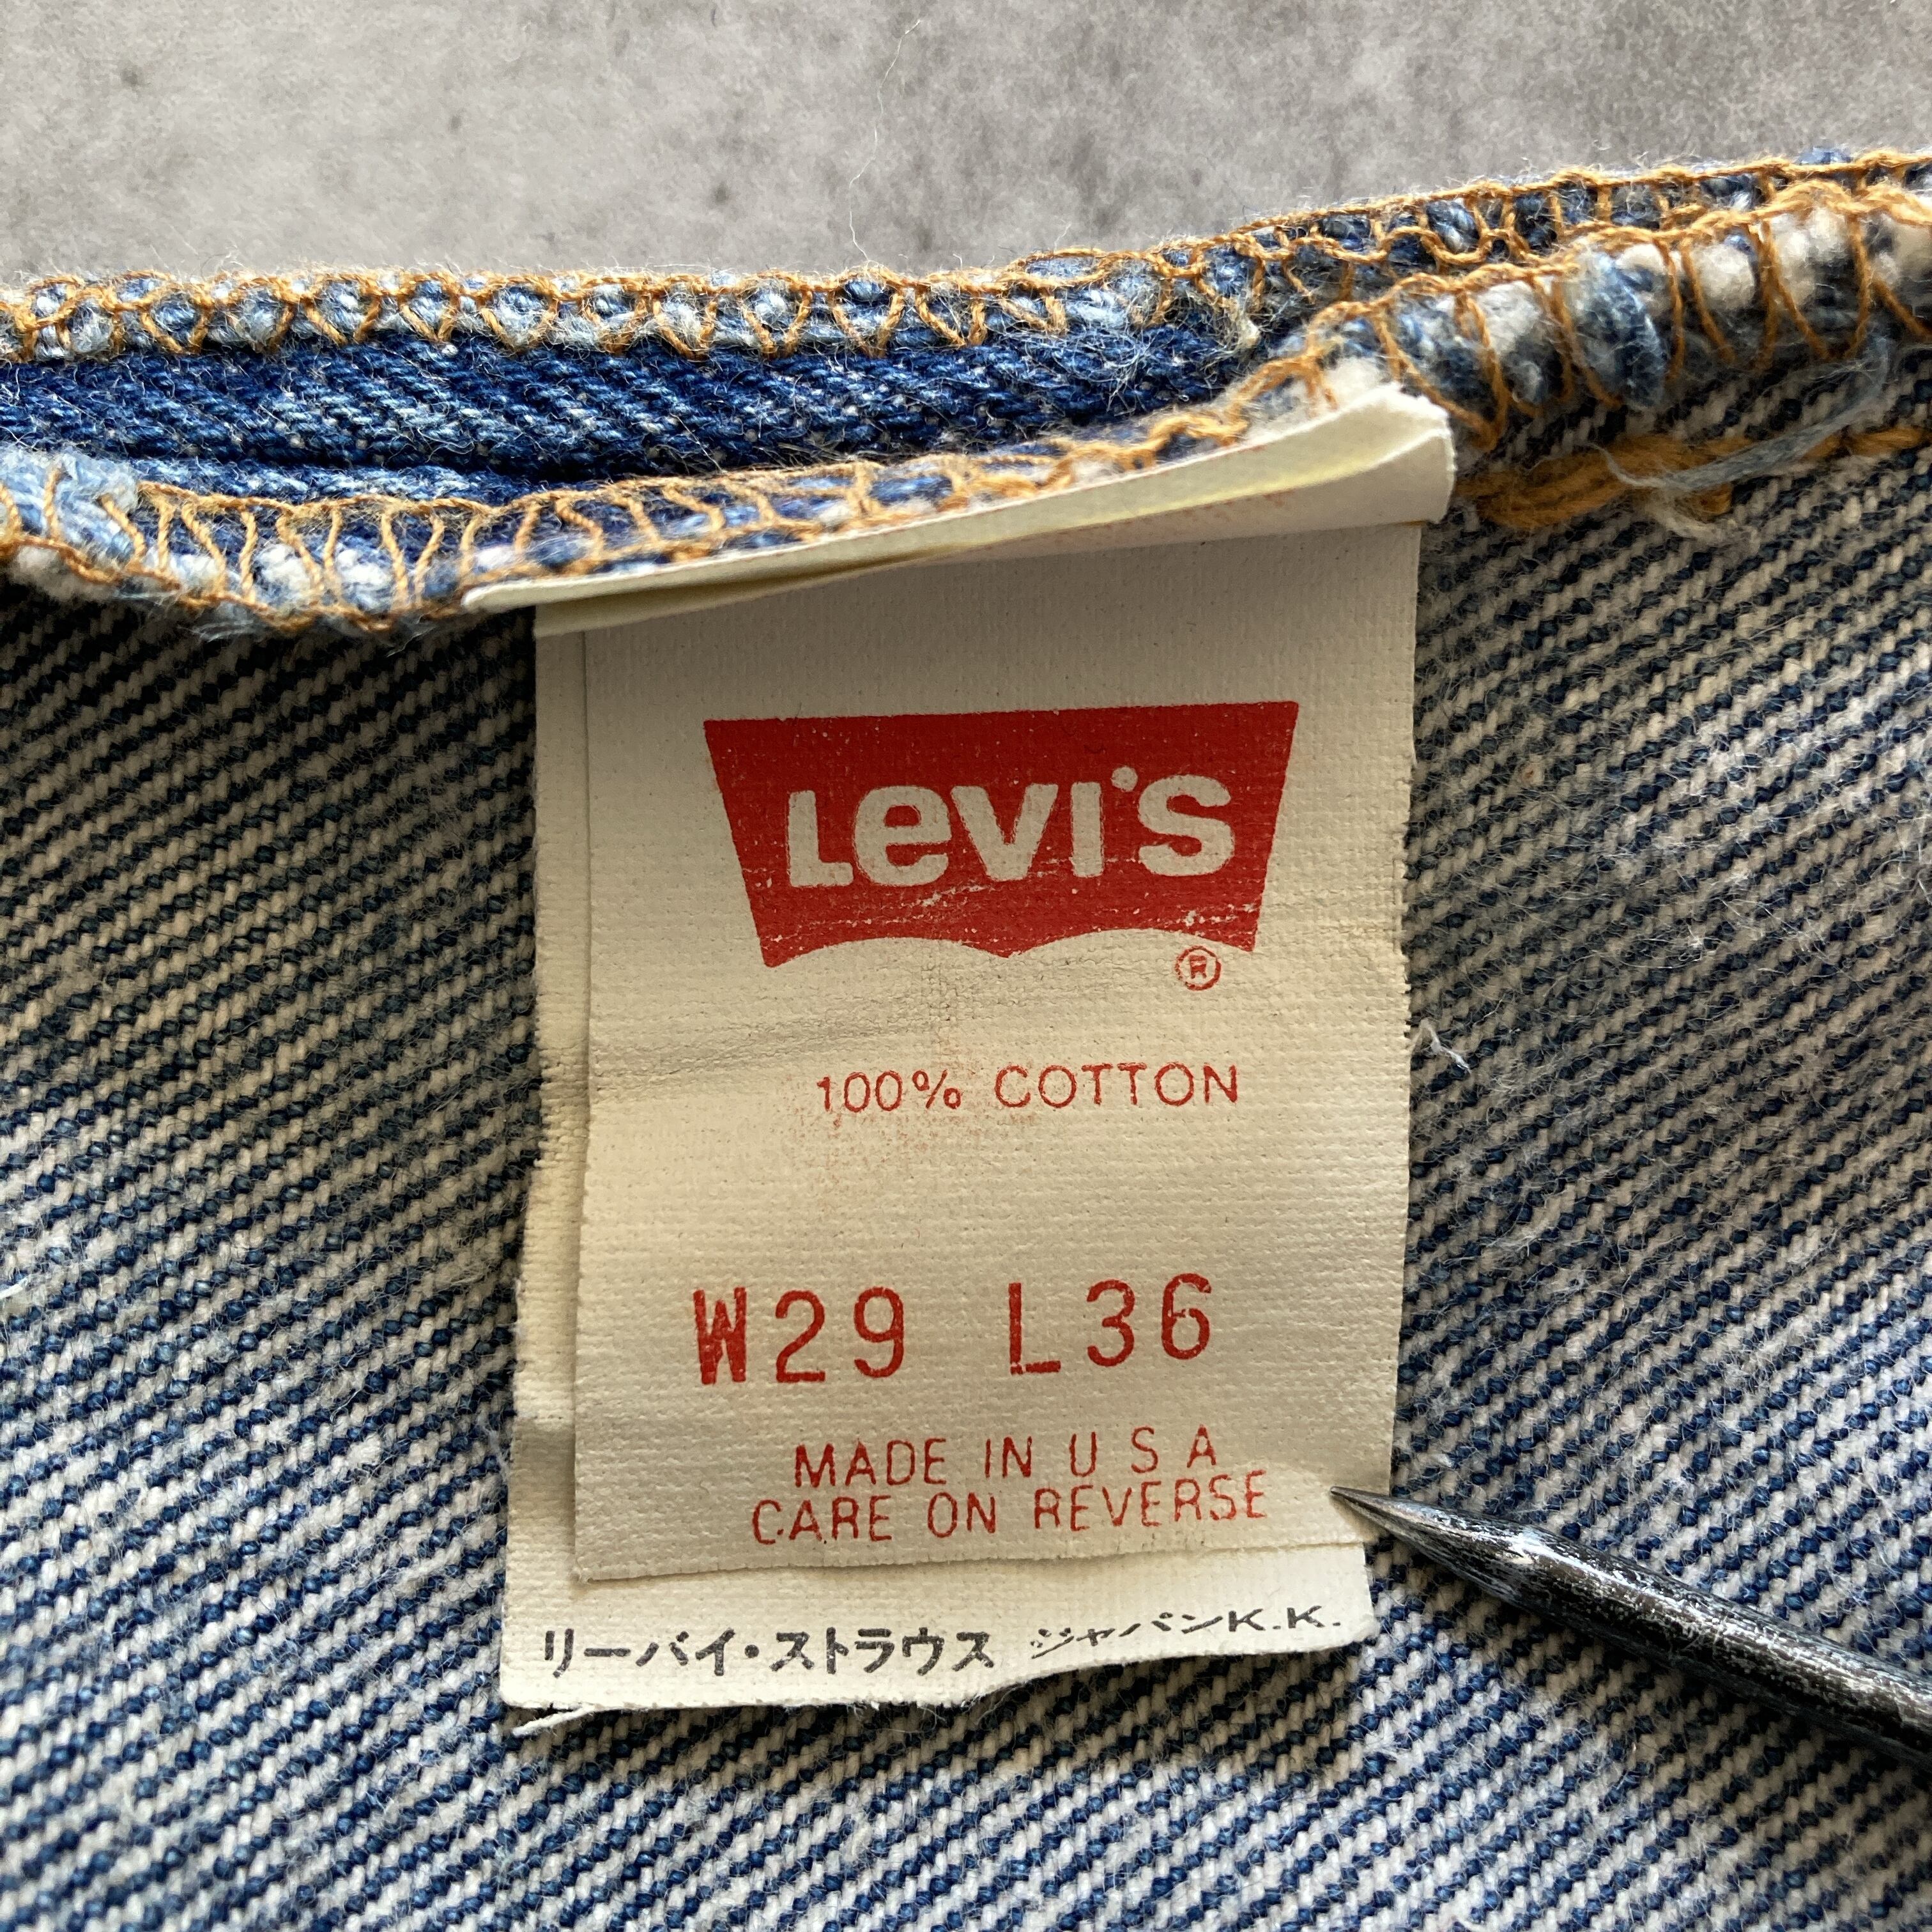 Levi's
®
100% COTTON
W29 L36
MADE IN U S A
CARE ON REVERSE
リーバイ・ストラウス ジャパンK.K.